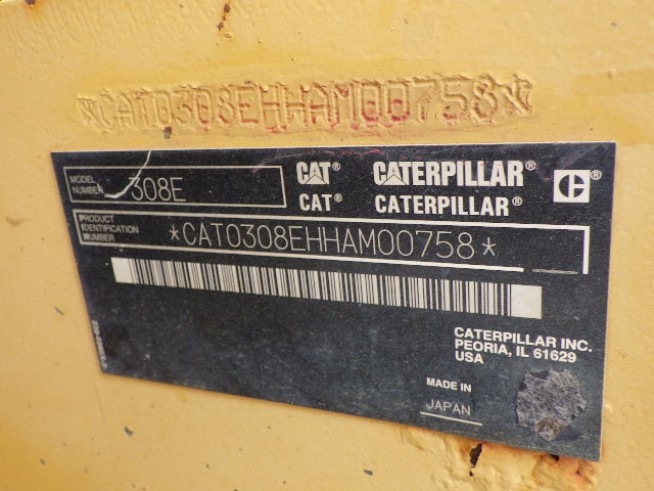 *CAT0308EHHAM00758*
MODEL NUMBER 308E
CAT® CATERPILLAR®
CAT® CATERPILLAR®
C®
PRODUCT IDENTIFICATION NUMBER *CAT0308EHHAM00758*
CATERPILLAR INC.
PEORIA, IL 61629
USA
MADE IN
JAPAN